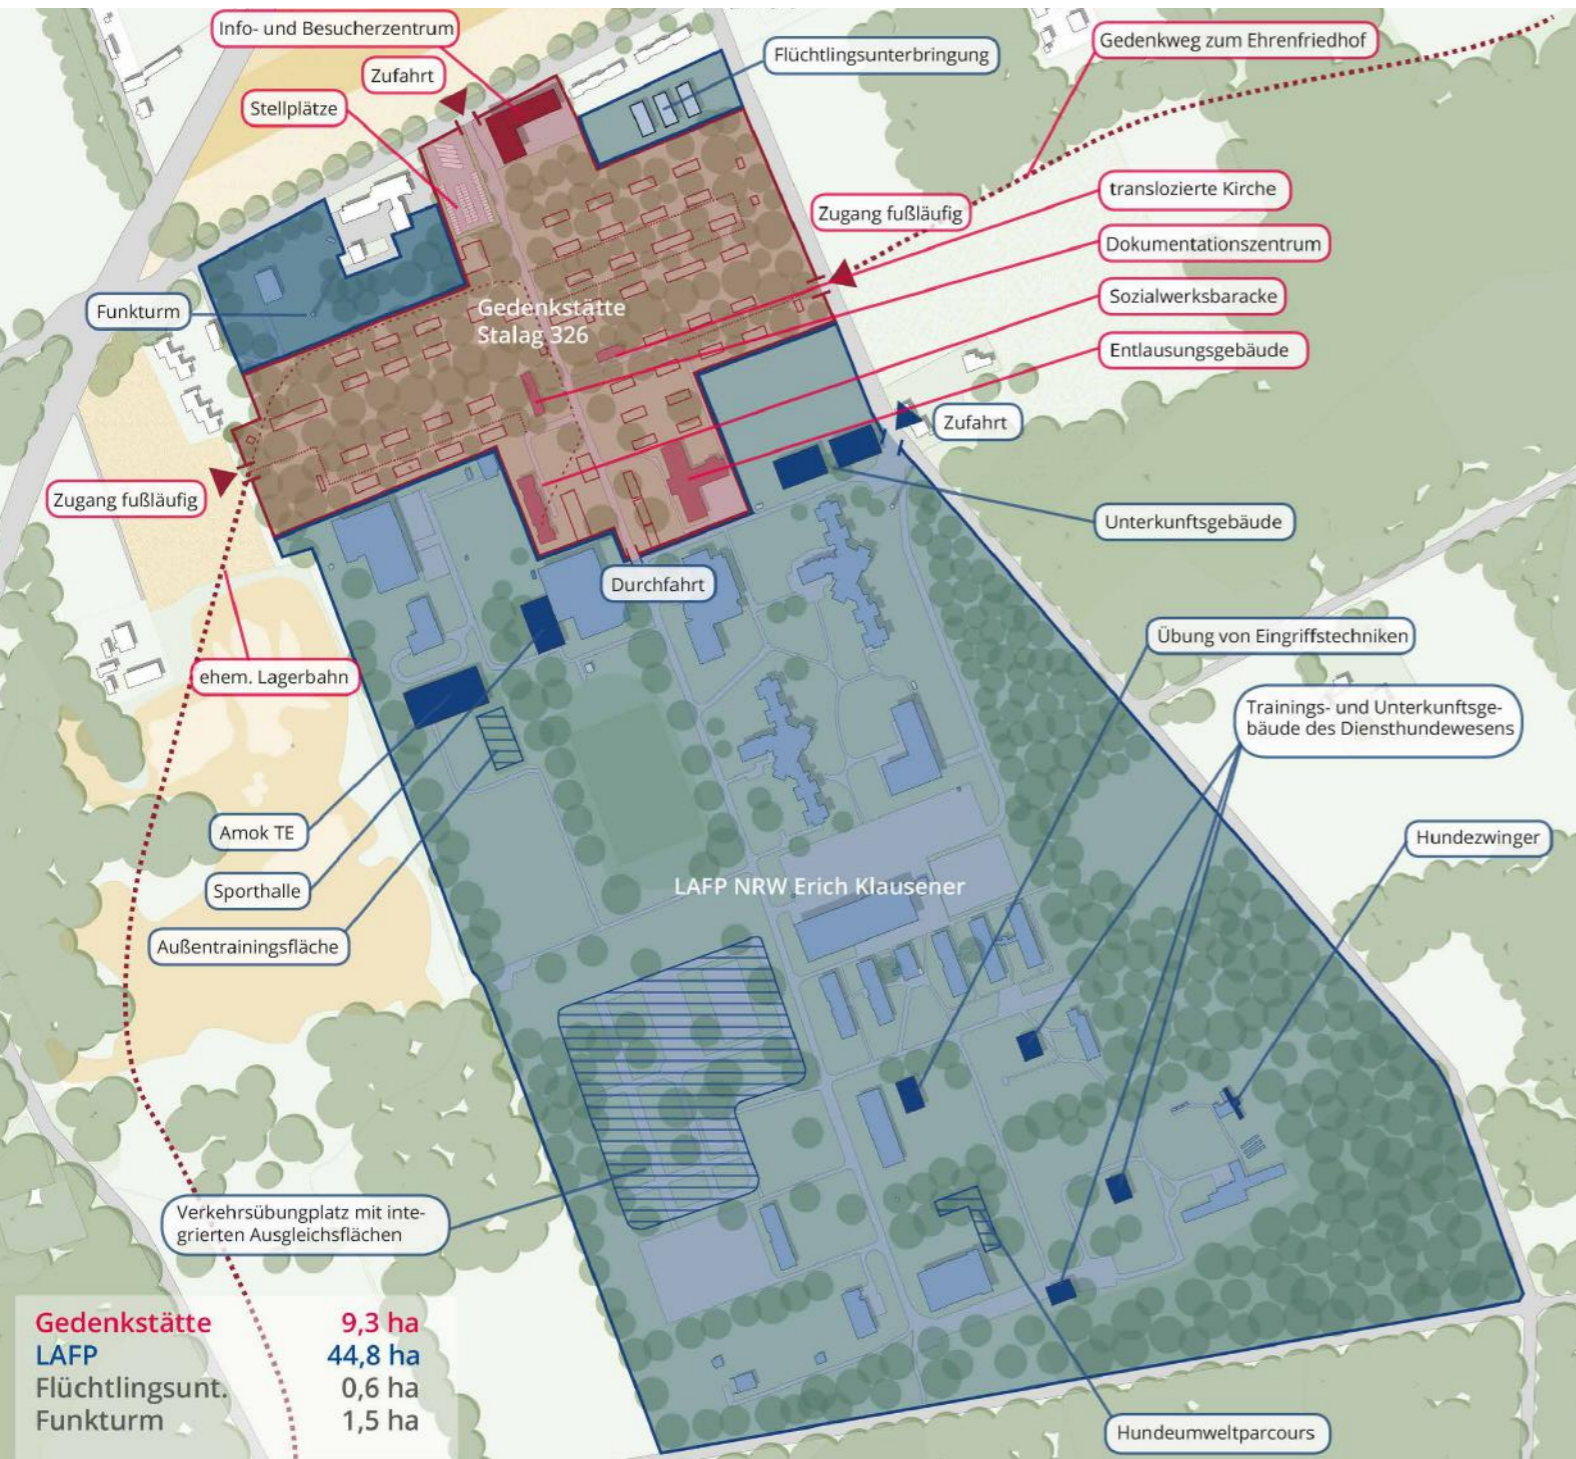 Info- und Besucherzentrum
Zufahrt
Stellplätze
Flüchtlingsunterbringung
Gedenkweg zum Ehrenfriedhof
Zugang fußläufig
translozierte Kirche
Dokumentationszentrum
Sozialwerksbaracke
Entlausungsgebäude
Funkturm
Gedenkstätte
Stalag 326
Zufahrt
Zugang fußläufig
Unterkunftsgebäude
Durchfahrt
Übung von Eingriffstechniken
ehem. Lagerbahn
Trainings- und Unterkunftsge-
bäude des Diensthundewesens
Amok TE
Hundezwinger
Sporthalle
LAFP NRW Erich Klausener
Außentrainingsfläche
Verkehrsübungplatz mit inte-
grierten Ausgleichsflächen
Gedenkstätte 9,3 ha
LAFP 44,8 ha
Flüchtlingsunt. 0,6 ha
Funkturm 1,5 ha
Hundeumweltparcours